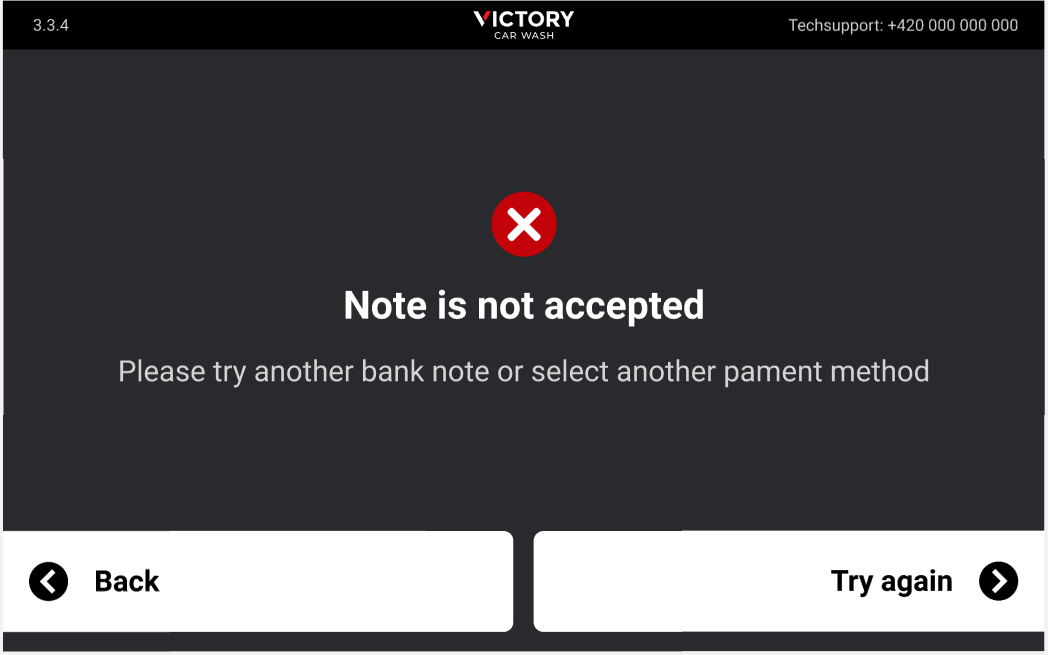 3.3.4
VICTORY
CAR WASH
Techsupport: +420 000 000 000
Note is not accepted
Please try another bank note or select another pament method
Back
Try again